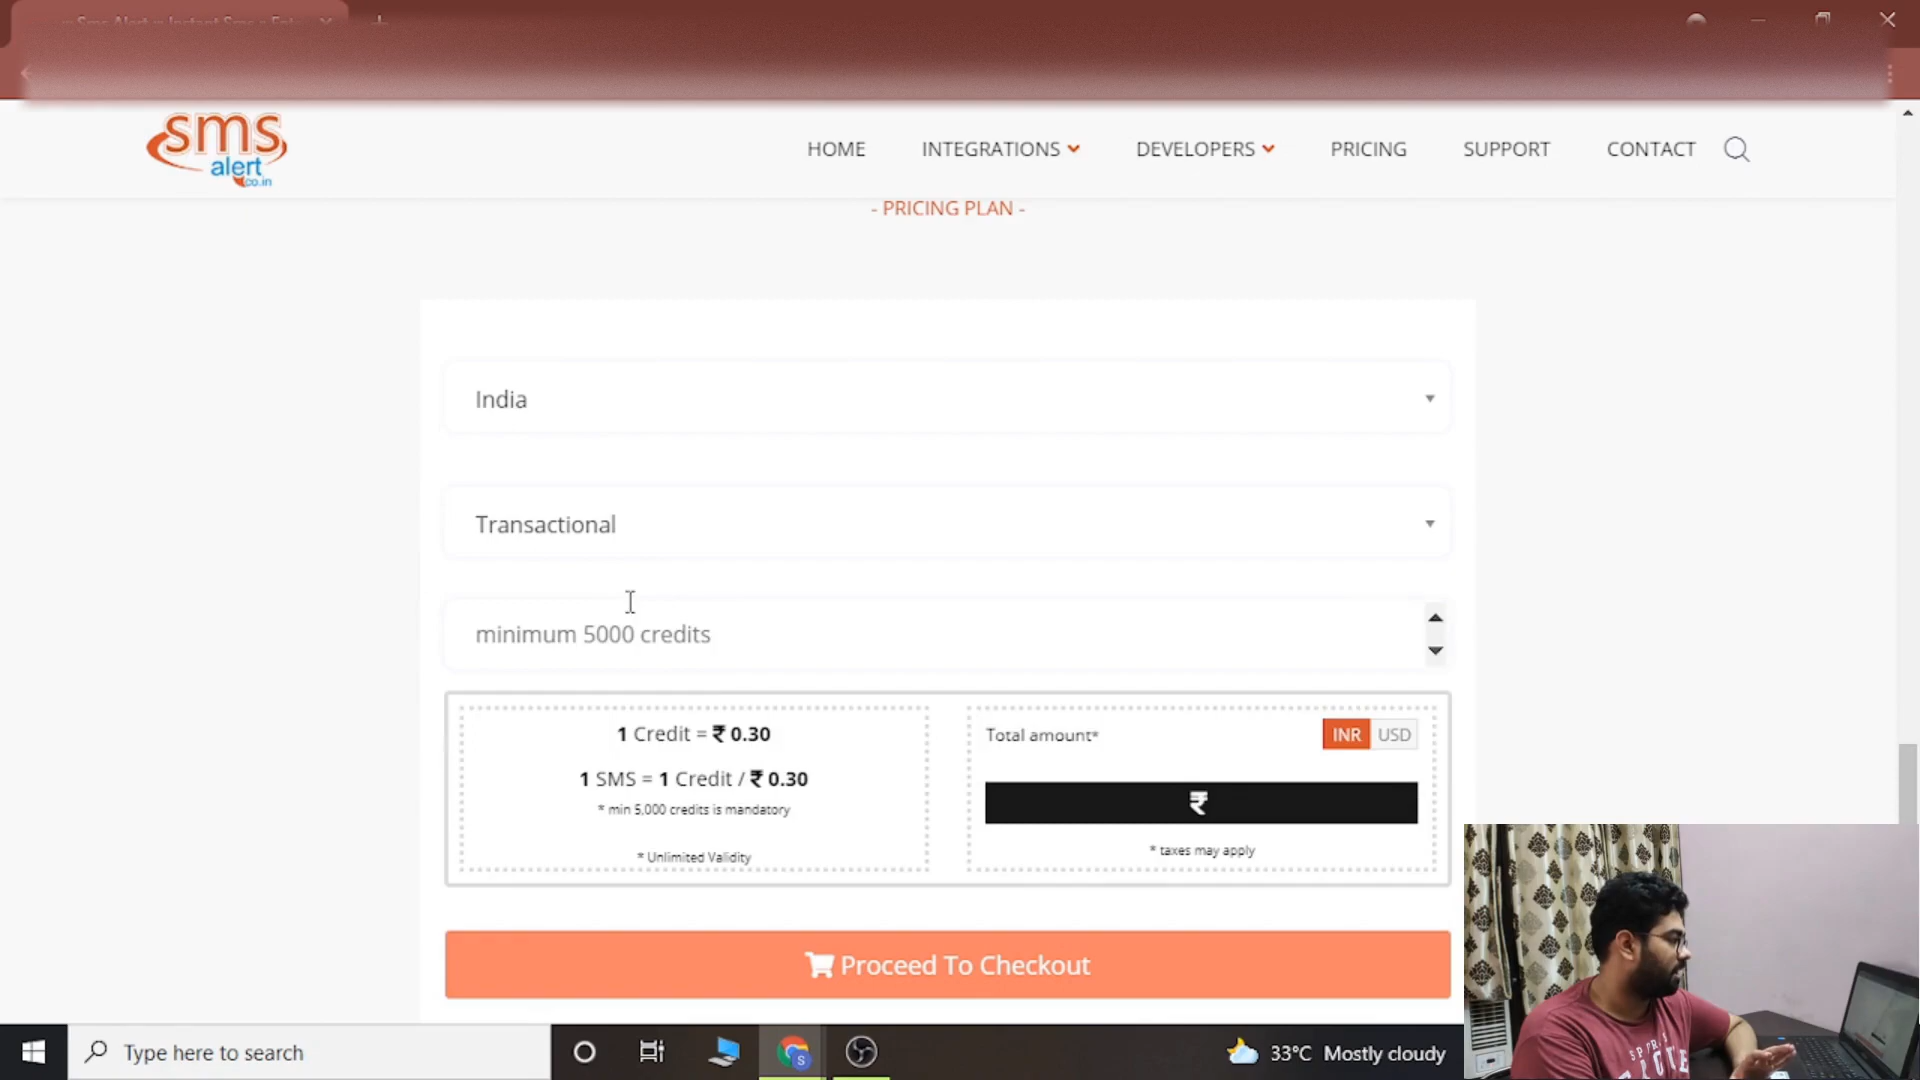 sms
alert
.co.in
HOME
INTEGRATIONS
DEVELOPERS
PRICING
SUPPORT
CONTACT
- PRICING PLAN -
India
Transactional
minimum 5000 credits
1 Credit = ₹ 0.30
1 SMS = 1 Credit / ₹ 0.30
* min 5,000 credits is mandatory
* Unlimited Validity
Total amount*
INR USD
₹
* taxes may apply
Proceed To Checkout
Type here to search
S
33°C Mostly cloudy